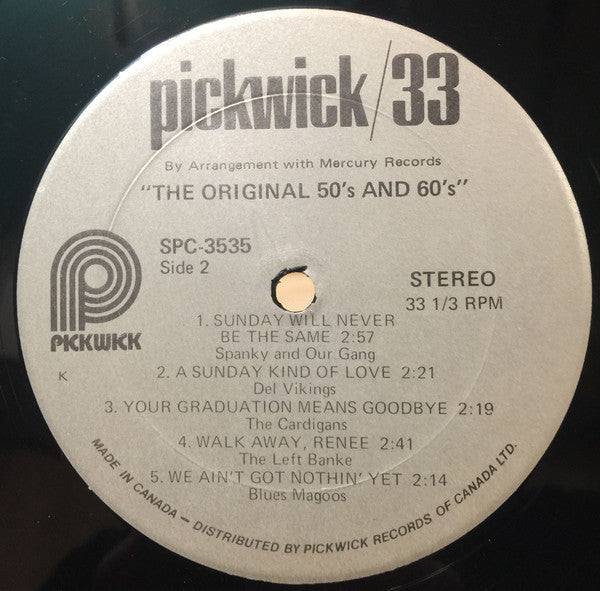 pickwick/33
By Arrangement with Mercury Records
"THE ORIGINAL 50's AND 60's"
SPC-3535
Side 2
PICKWICK
K
STEREO
33 1/3 RPM
1. SUNDAY WILL NEVER
BE THE SAME 2:57
Spanky and Our Gang
2. A SUNDAY KIND OF LOVE 2:21
Del Vikings
3. YOUR GRADUATION MEANS GOODBYE 2:19
The Cardigans
4. WALK AWAY, RENEE 2:41
The Left Banke
5. WE AIN'T GOT NOTHIN' YET 2:14
Blues Magoos
MADE IN CANADA – DISTRIBUTED BY PICKWICK RECORDS OF CANADA LTD.